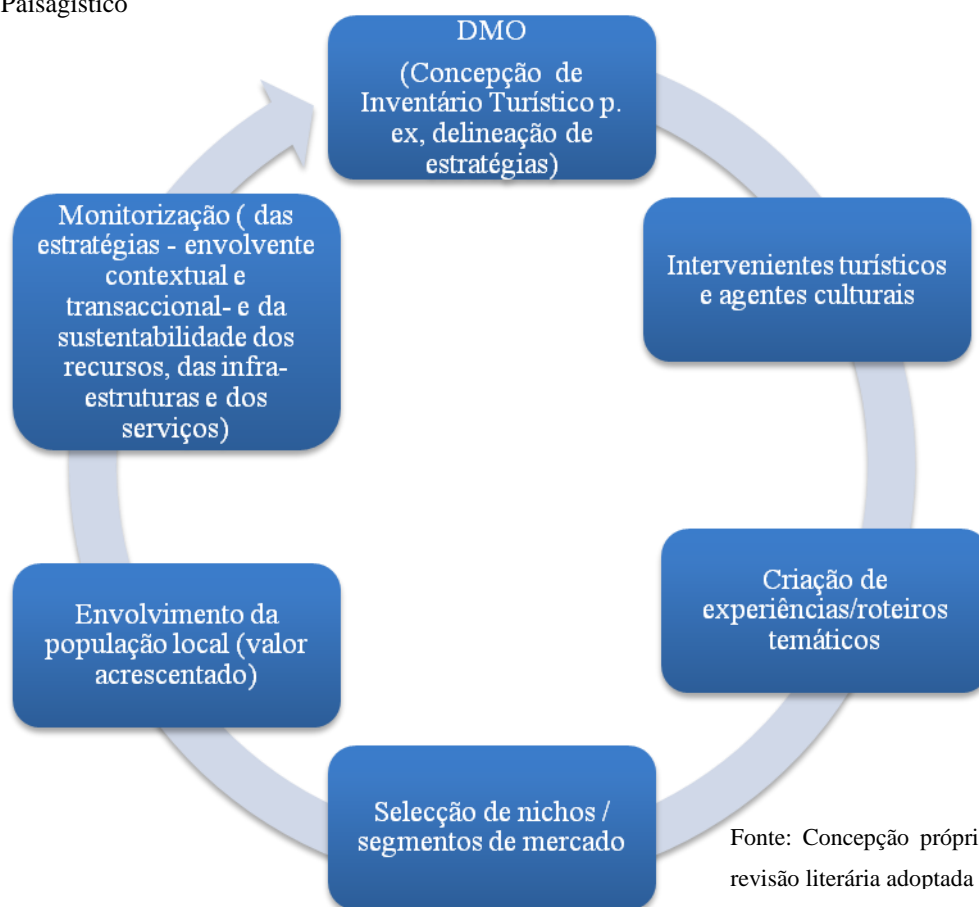 Paisagístico
DMO
(Concepção de
Inventário Turístico p.
ex, delineação de
estratégias)
Intervenientes turísticos
e agentes culturais
Criação de
experiências/roteiros
temáticos
Selecção de nichos /
segmentos de mercado
Envolvimento da
população local (valor
acrescentado)
Monitorização ( das
estratégias - envolvente
contextual e
transaccional- e da
sustentabilidade dos
recursos, das infra-
estruturas e dos
serviços)
Fonte: Concepção própri
revisão literária adoptada